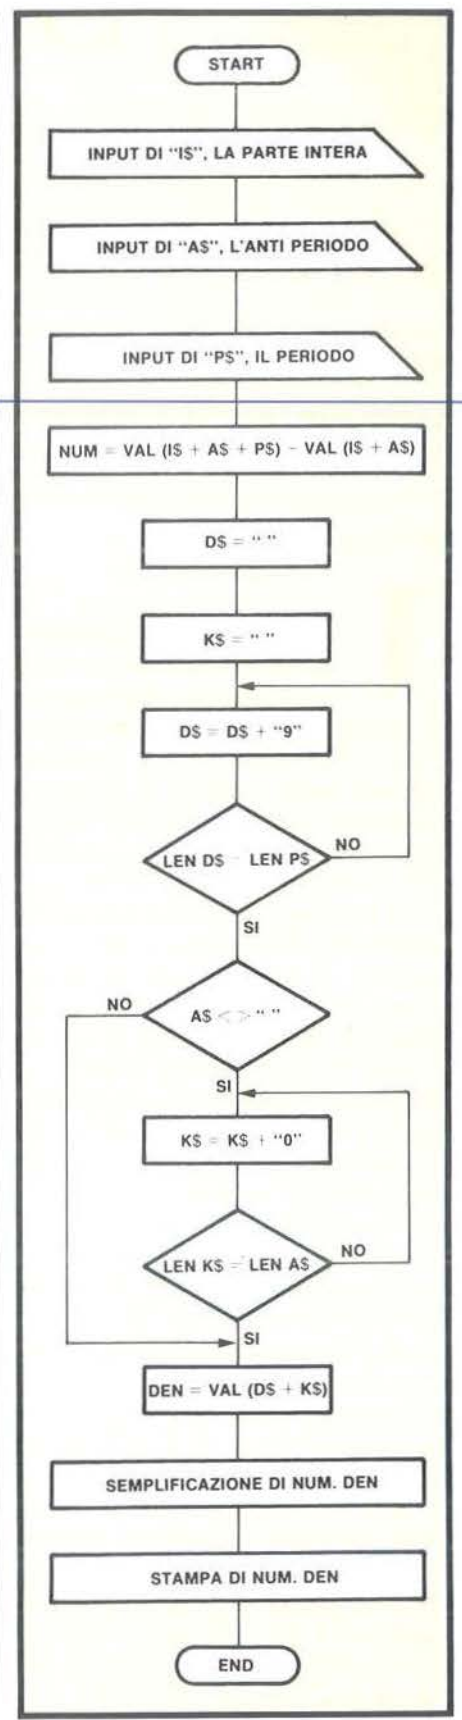 START
INPUT DI “I$”, LA PARTE INTERA
INPUT DI “A$”, L'ANTI PERIODO
INPUT DI “P$”, IL PERIODO
NUM = VAL (I$ + A$ + P$) - VAL (I$ + A$)
D$ = “ ”
K$ = “ ”
D$ = D$ + “9”
LEN D$ = LEN P$
NO
SI
A$ <> “ ”
NO
SI
K$ = K$ + “0”
LEN K$ = LEN A$
NO
SI
DEN = VAL (D$ + K$)
SEMPLIFICAZIONE DI NUM. DEN
STAMPA DI NUM. DEN
END